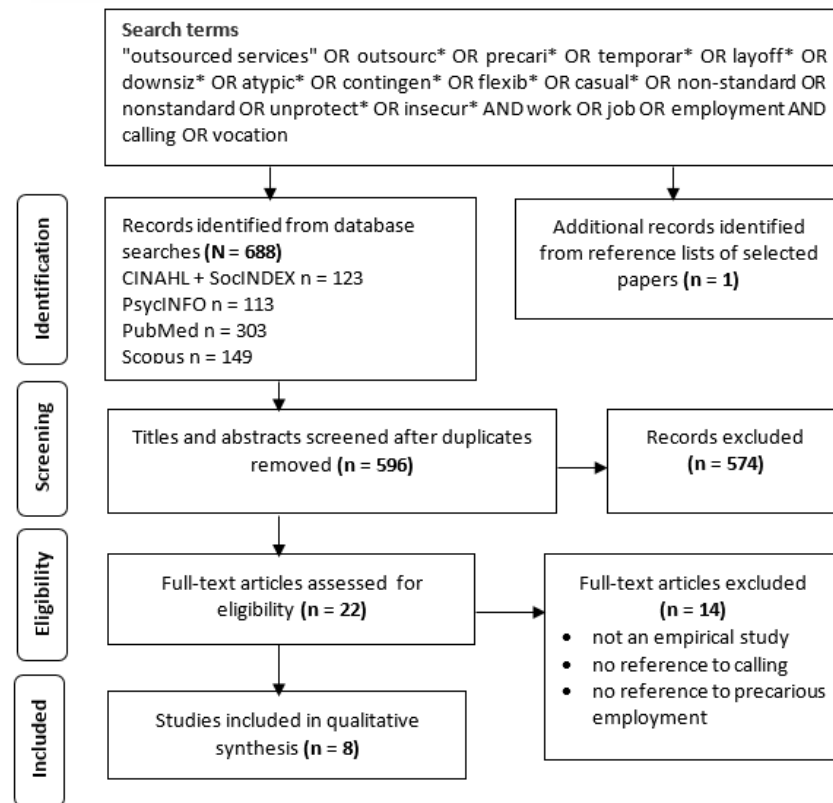 Search terms
"outsourced services" OR outsourc* OR precari* OR temporar* OR layoff* OR
downsiz* OR atypic* OR contingen* OR flexib* OR casual* OR non-standard OR
nonstandard OR unprotect* OR insecur* AND work OR job OR employment AND
calling OR vocation
Identification
Records identified from database
searches (N = 688)
CINAHL + SocINDEX n = 123
PsycINFO n = 113
PubMed n = 303
Scopus n = 149
Additional records identified
from reference lists of selected
papers (n = 1)
Screening
Titles and abstracts screened after duplicates
removed (n = 596)
Records excluded
(n = 574)
Eligibility
Full-text articles assessed for
eligibility (n = 22)
Full-text articles excluded
(n = 14)
• not an empirical study
• no reference to calling
• no reference to precarious
employment
Included
Studies included in qualitative
synthesis (n = 8)